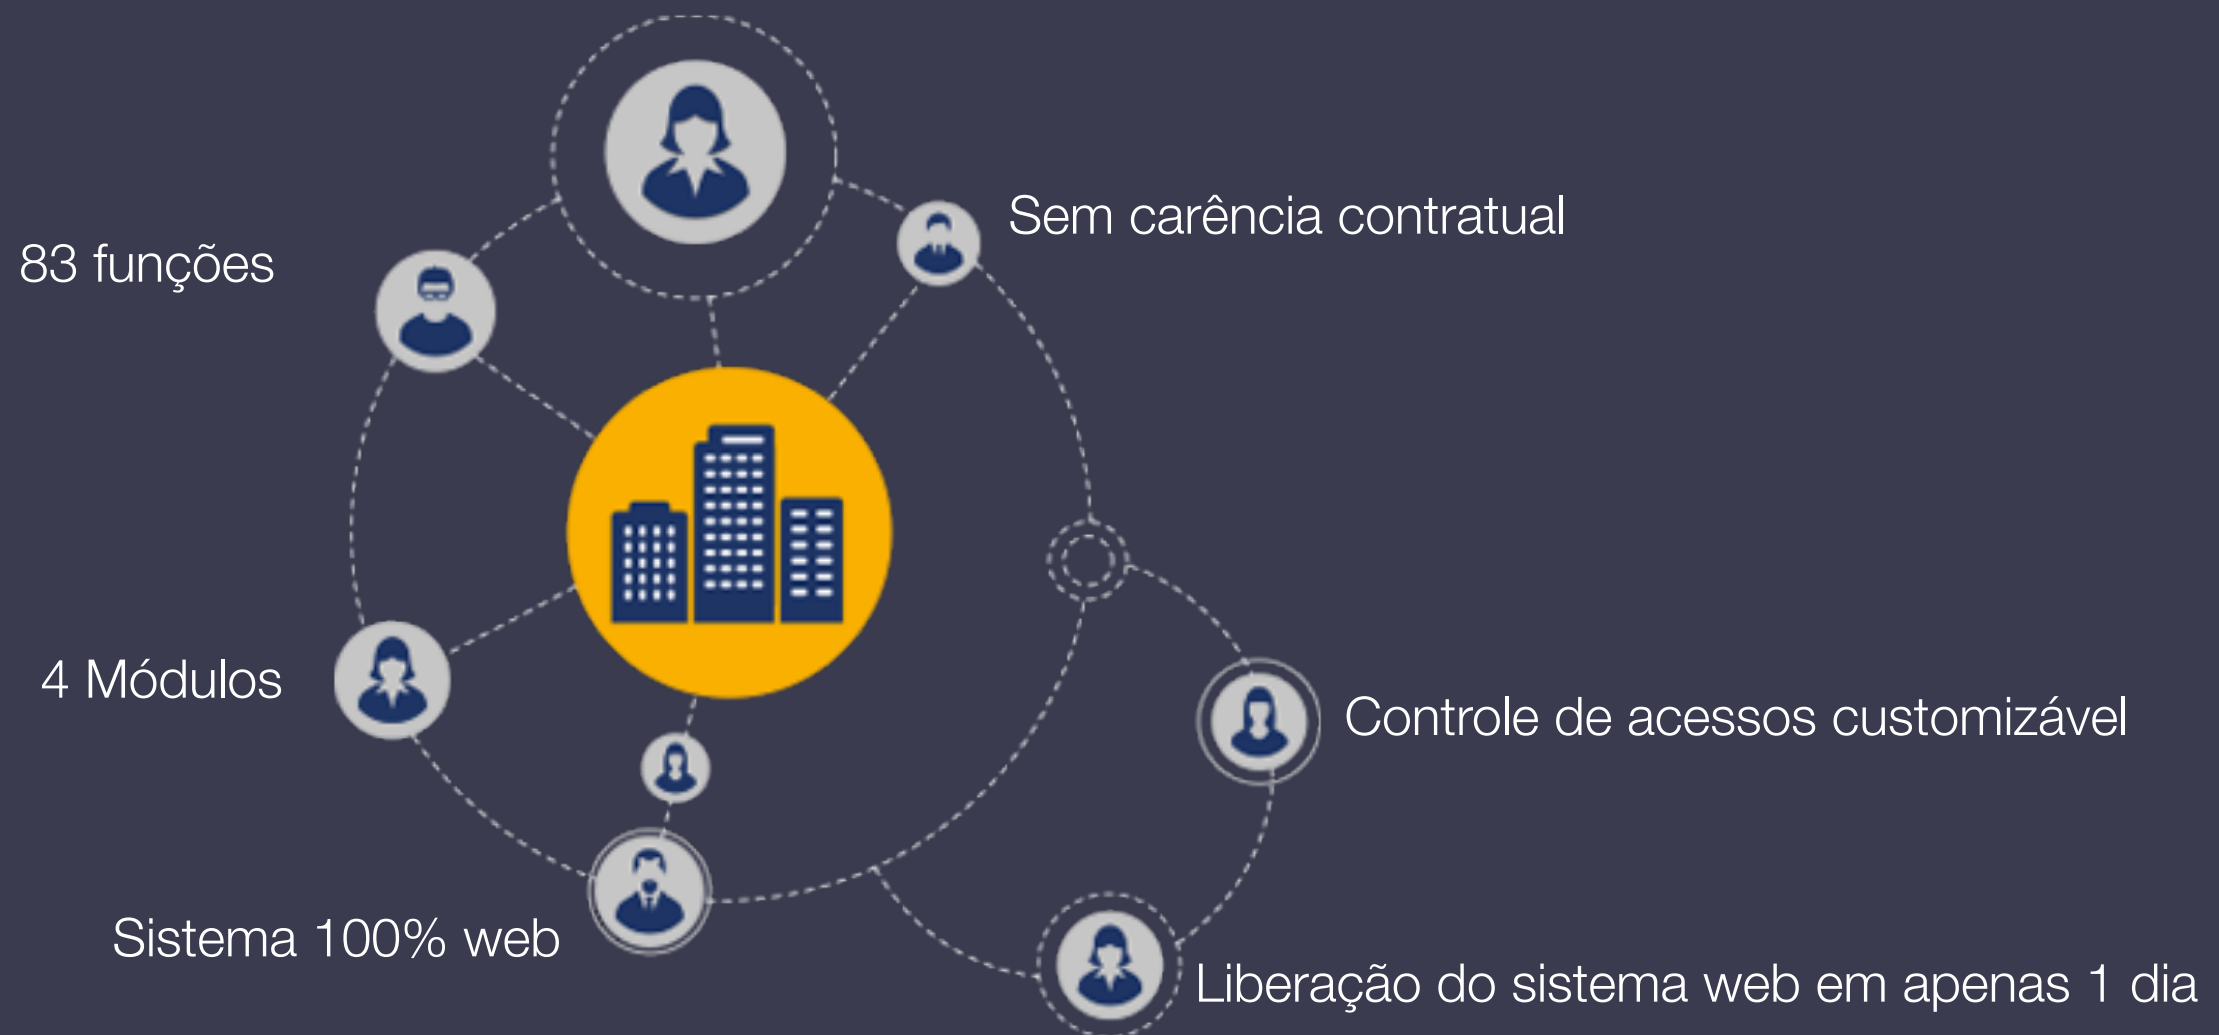 Sem carência contratual
83 funções
4 Módulos
Controle de acessos customizável
Sistema 100% web
Liberação do sistema web em apenas 1 dia